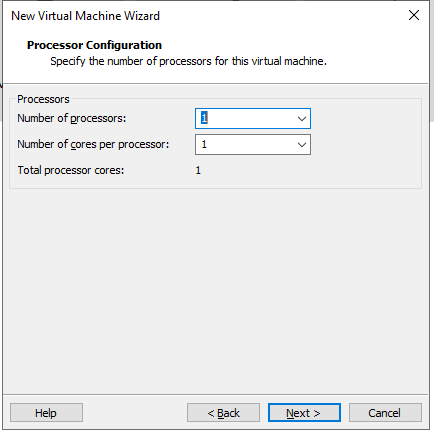 New Virtual Machine Wizard
Processor Configuration
Specify the number of processors for this virtual machine.
Processors
Number of processors: 1
Number of cores per processor: 1
Total processor cores: 1
Help < Back Next > Cancel